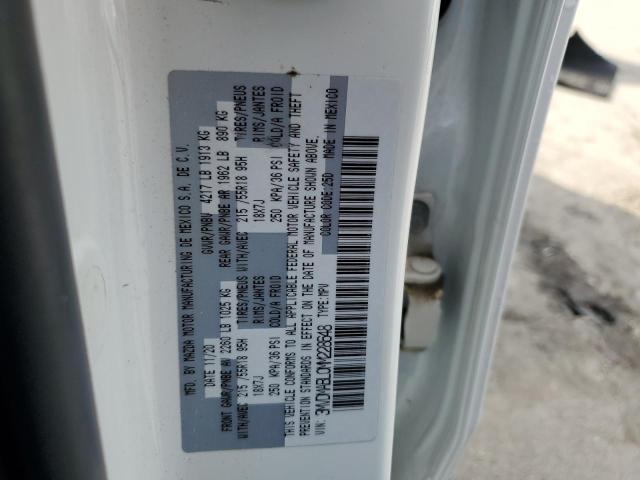 MFD. BY MAZDA MOTOR MANUFACTURING DE MEXICO S.A. DE C.V.
DATE 11/20 GVWR/PNBV 4217 LB 1913 KG
FRONT GAWR/PNBE AV 2260 LB 1025 KG REAR GAWR/PNBE AR 1962 LB 890 KG
WITH/AVEC 215/55R18 95H TIRES/PNEUS WITH/AVEC 215/55R18 95H TIRES/PNEUS
18X7J RIMS/JANTES 18X7J RIMS/JANTES
250 KPA/36 PSI COLD/A FROID 250 KPA/36 PSI COLD/A FROID
THIS VEHICLE CONFORMS TO ALL APPLICABLE FEDERAL MOTOR VEHICLE SAFETY AND THEFT
PREVENTION STANDARDS IN EFFECT ON THE DATE OF MANUFACTURE SHOWN ABOVE.
COLOR CODE:25D MADE IN MEXICO
VIN: TYPE:MPV